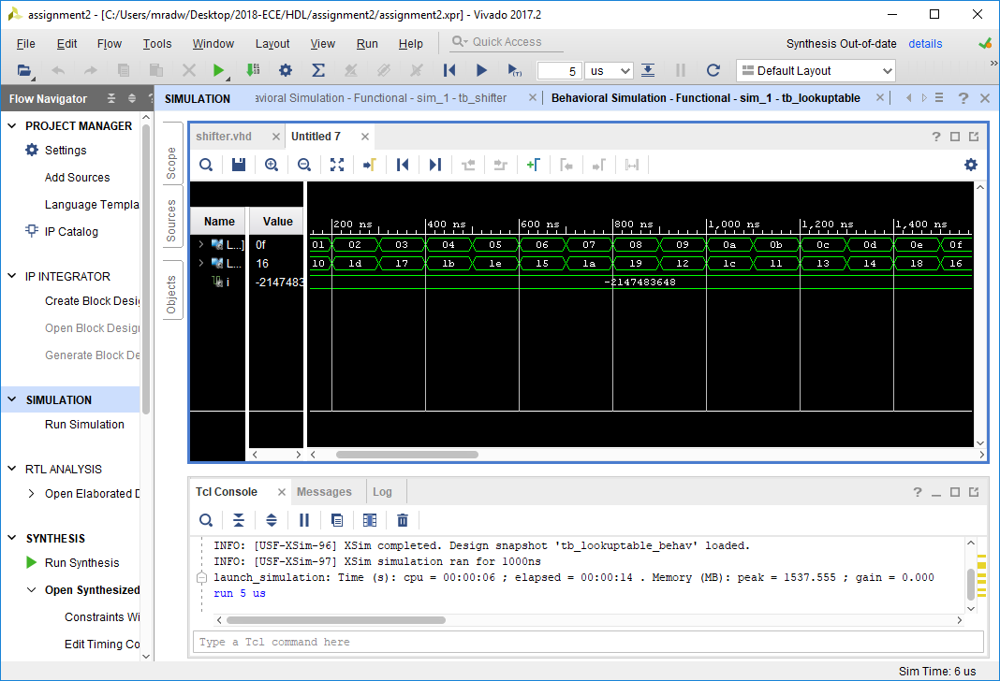 assignment2 - [C:/Users/mradw/Desktop/2018-ECE/HDL/assignment2/assignment2.xpr] - Vivado 2017.2
File Edit Flow Tools Window Layout View Run Help Quick Access Synthesis Out-of-date details
5 us Default Layout
Flow Navigator
PROJECT MANAGER
Settings
Add Sources
Language Templa
IP Catalog
IP INTEGRATOR
Create Block Desi
Open Block Desig
Generate Block De
SIMULATION
Run Simulation
RTL ANALYSIS
Open Elaborated D
SYNTHESIS
Run Synthesis
Open Synthesized
Constraints Wi
Edit Timing Co
SIMULATION avioral Simulation - Functional - sim_1 - tb_shifter Behavioral Simulation - Functional - sim_1 - tb_lookuptable
Scope
Sources
Objects
shifter.vhd Untitled 7
Name Value 200 ns 400 ns 600 ns 800 ns 1,000 ns 1,200 ns 1,400 ns
L...] 0f 01 02 03 04 05 06 07 08 09 0a 0b 0c 0d 0e 0f
L... 16 10 1d 17 1b 1e 15 1a 19 12 1c 11 13 14 18 16
i -2147483 -2147483648
Tcl Console Messages Log
INFO: [USF-XSim-96] XSim completed. Design snapshot 'tb_lookuptable_behav' loaded.
INFO: [USF-XSim-97] XSim simulation ran for 1000ns
launch_simulation: Time (s): cpu = 00:00:06 ; elapsed = 00:00:14 . Memory (MB): peak = 1537.555 ; gain = 0.000
run 5 us
Type a Tcl command here
Sim Time: 6 us